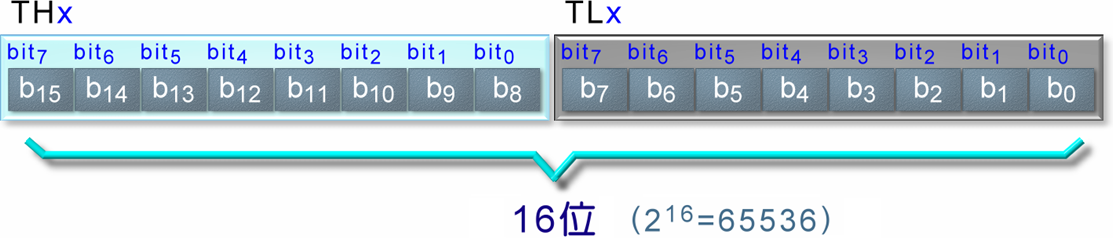 THx TLx
bit7 bit6 bit5 bit4 bit3 bit2 bit1 bit0 bit7 bit6 bit5 bit4 bit3 bit2 bit1 bit0
b15 b14 b13 b12 b11 b10 b9 b8 b7 b6 b5 b4 b3 b2 b1 b0
16位 (2¹⁶=65536)